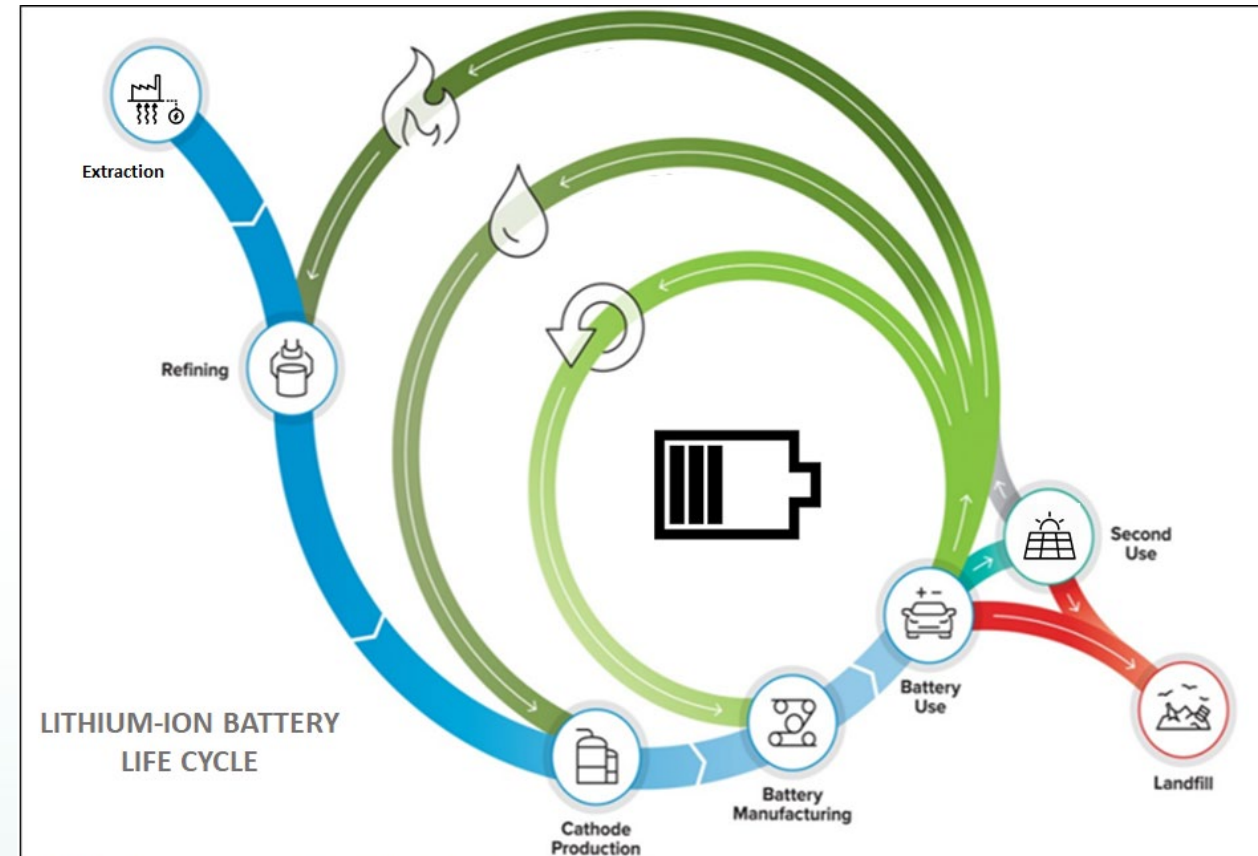 Extraction
Refining
Second
Use
Battery
Use
LITHIUM-ION BATTERY
LIFE CYCLE
Landfill
Battery
Manufacturing
Cathode
Production